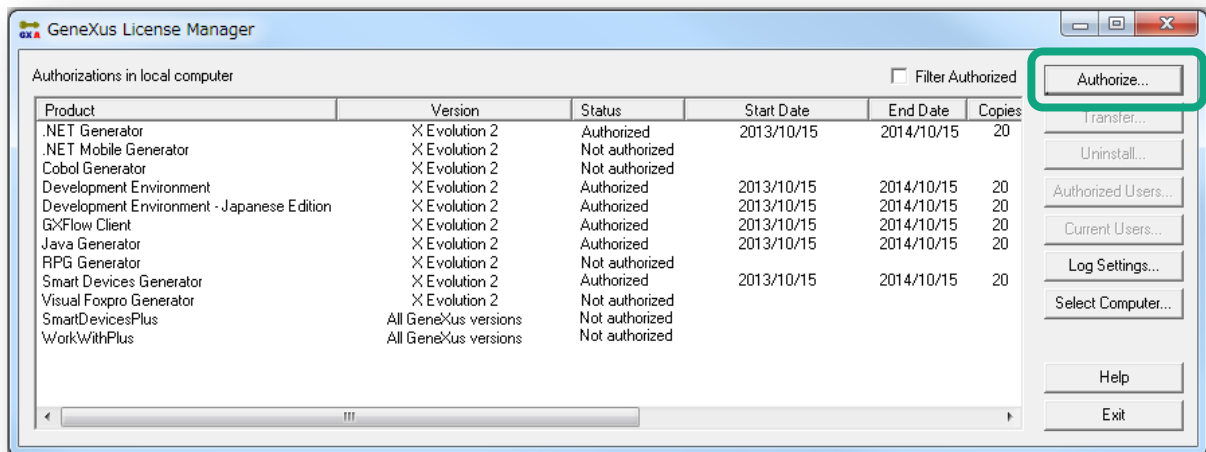 GeneXus License Manager
Authorizations in local computer
Filter Authorized
Authorize...
Product Version Status Start Date End Date Copies
.NET Generator X Evolution 2 Authorized 2013/10/15 2014/10/15 20
.NET Mobile Generator X Evolution 2 Not authorized
Cobol Generator X Evolution 2 Not authorized
Development Environment X Evolution 2 Authorized 2013/10/15 2014/10/15 20
Development Environment - Japanese Edition X Evolution 2 Authorized 2013/10/15 2014/10/15 20
GXFlow Client X Evolution 2 Authorized 2013/10/15 2014/10/15 20
Java Generator X Evolution 2 Authorized 2013/10/15 2014/10/15 20
RPG Generator X Evolution 2 Not authorized
Smart Devices Generator X Evolution 2 Authorized 2013/10/15 2014/10/15 20
Visual Foxpro Generator X Evolution 2 Not authorized
SmartDevicesPlus All GeneXus versions Not authorized
WorkWithPlus All GeneXus versions Not authorized
Transfer...
Uninstall...
Authorized Users...
Current Users...
Log Settings...
Select Computer...
Help
Exit